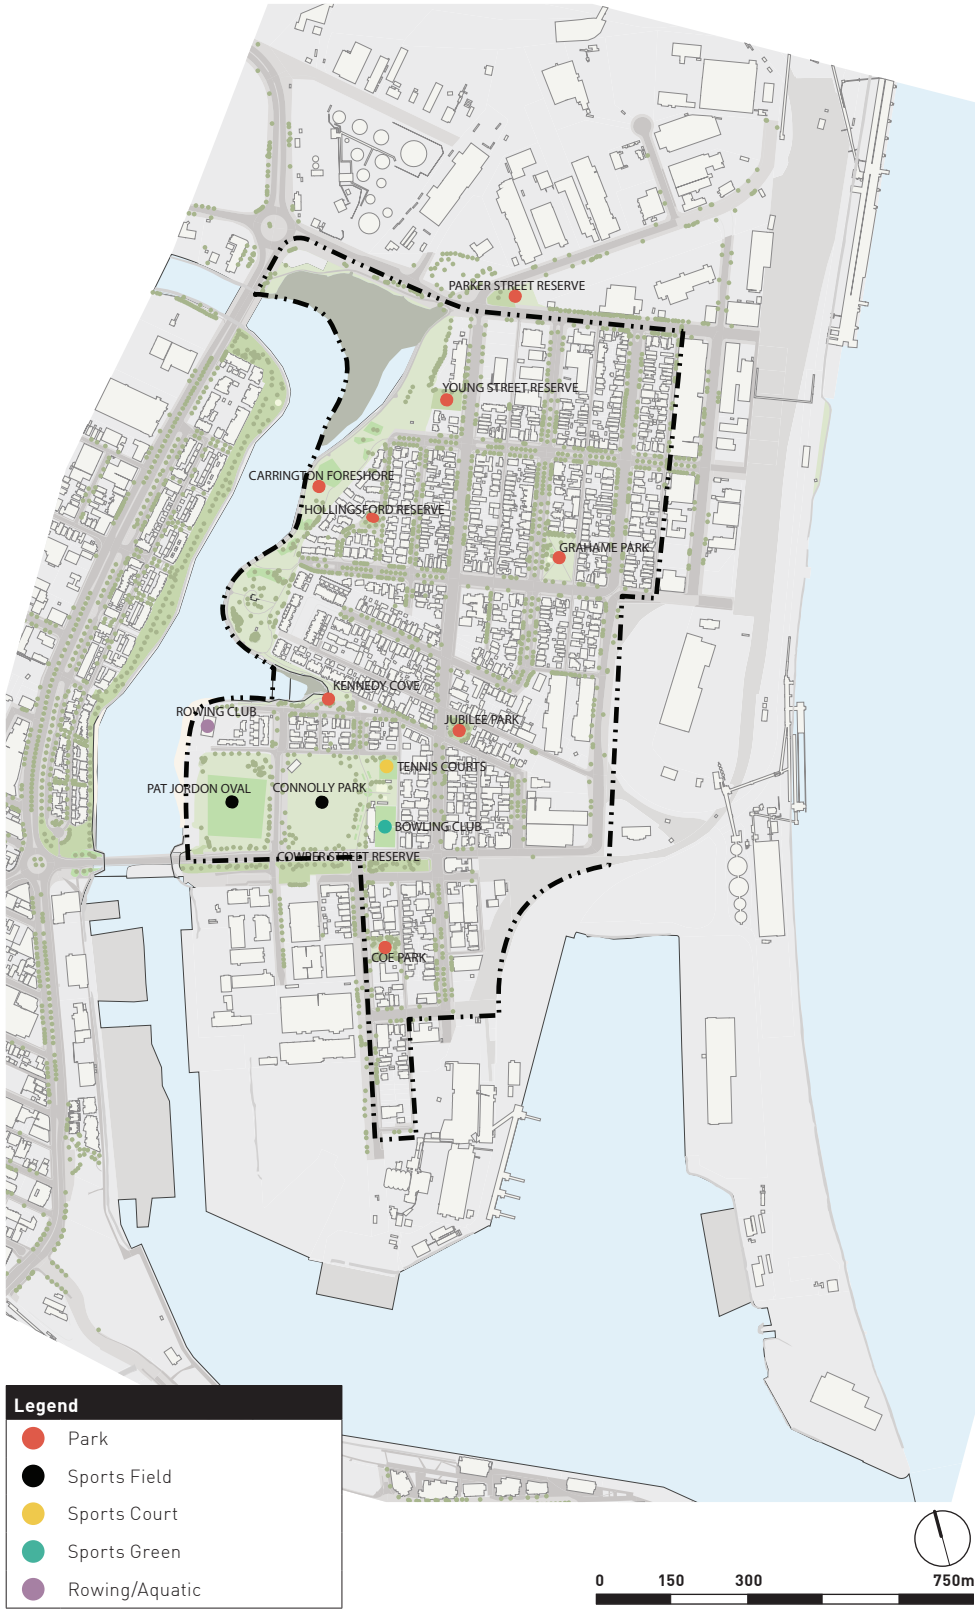 PARKER STREET RESERVE
YOUNG STREET RESERVE
CARRINGTON FORESHORE
HOLLINGSFORD RESERVE
GRAHAME PARK
KENNEDY COVE
ROWING CLUB
JUBILEE PARK
TENNIS COURTS
PAT JORDON OVAL
CONNOLLY PARK
BOWLING CLUB
COWPER STREET RESERVE
COE PARK
Legend
Park
Sports Field
Sports Court
Sports Green
Rowing/Aquatic
0 150 300 750m